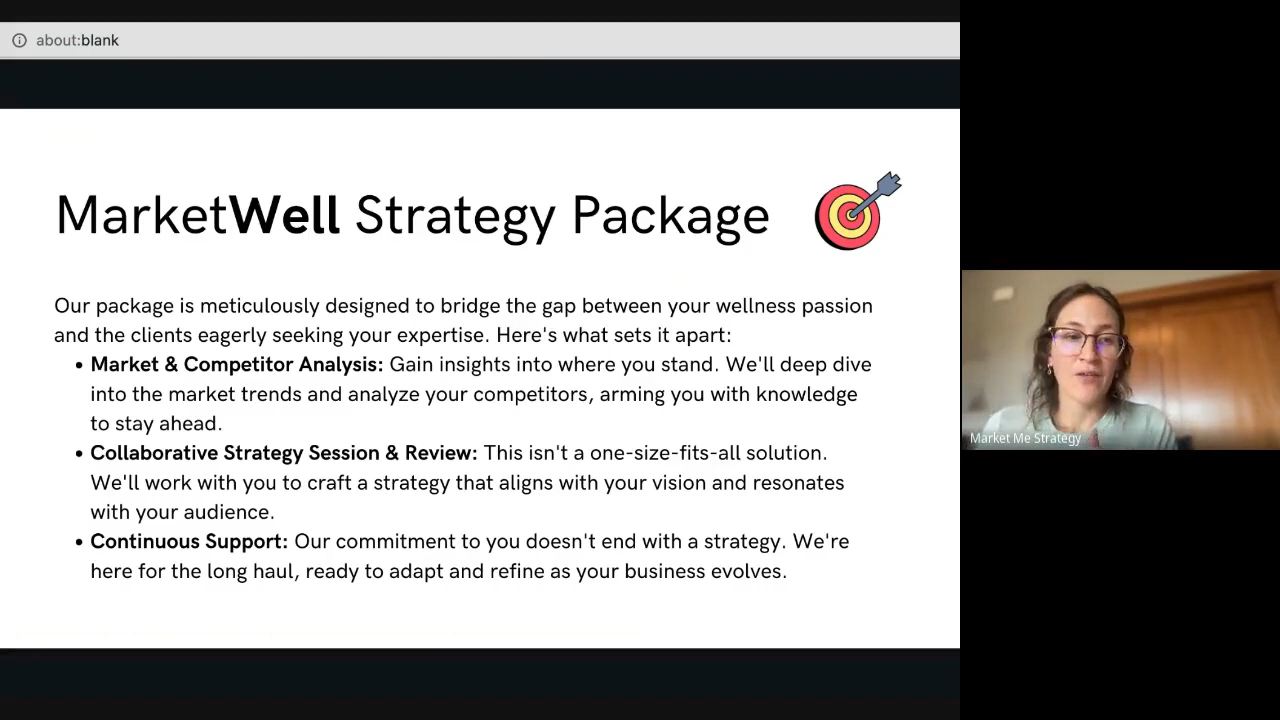 about:blank
MarketWell Strategy Package
Our package is meticulously designed to bridge the gap between your wellness passion
and the clients eagerly seeking your expertise. Here's what sets it apart:
• Market & Competitor Analysis: Gain insights into where you stand. We'll deep dive
into the market trends and analyze your competitors, arming you with knowledge
to stay ahead.
• Collaborative Strategy Session & Review: This isn't a one-size-fits-all solution.
We'll work with you to craft a strategy that aligns with your vision and resonates
with your audience.
• Continuous Support: Our commitment to you doesn't end with a strategy. We're
here for the long haul, ready to adapt and refine as your business evolves.
Market Me Strategy